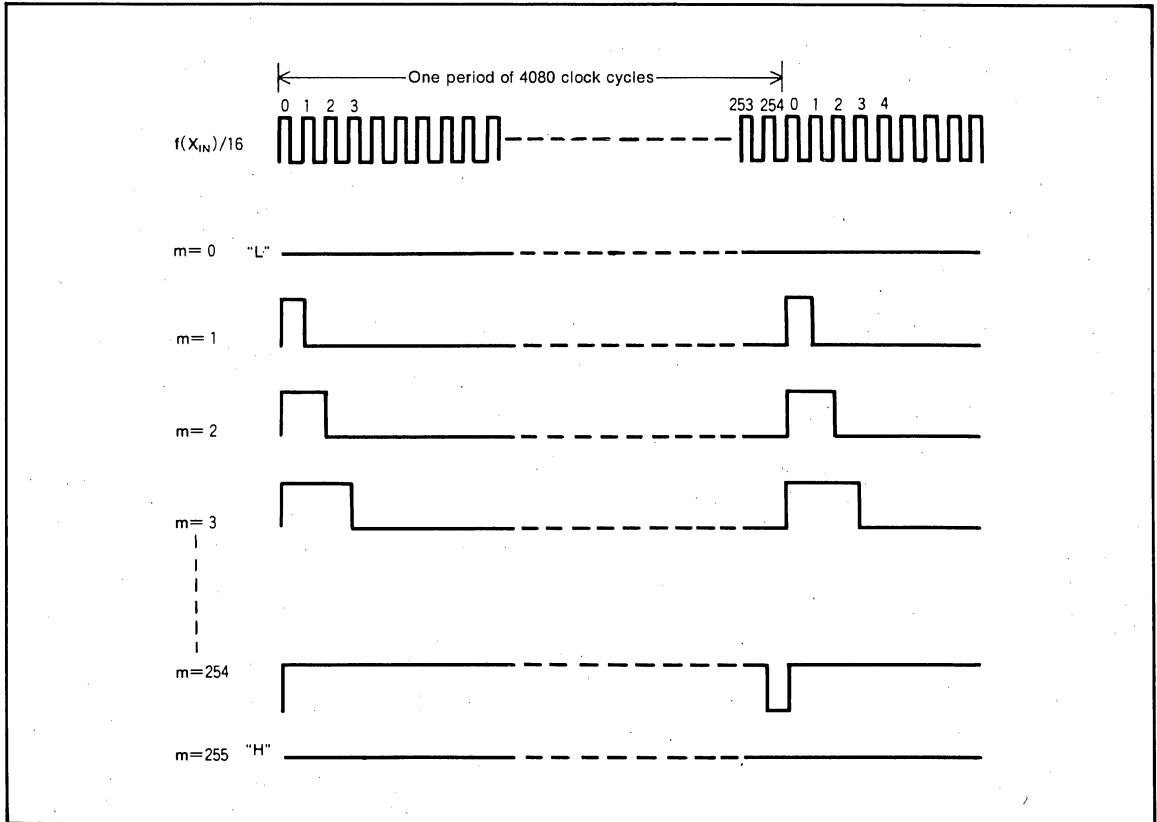 One period of 4080 clock cycles
0 1 2 3 253 254 0 1 2 3 4
f(XIN)/16
m= 0 "L"
m= 1
m= 2
m= 3
m=254
m=255 "H"